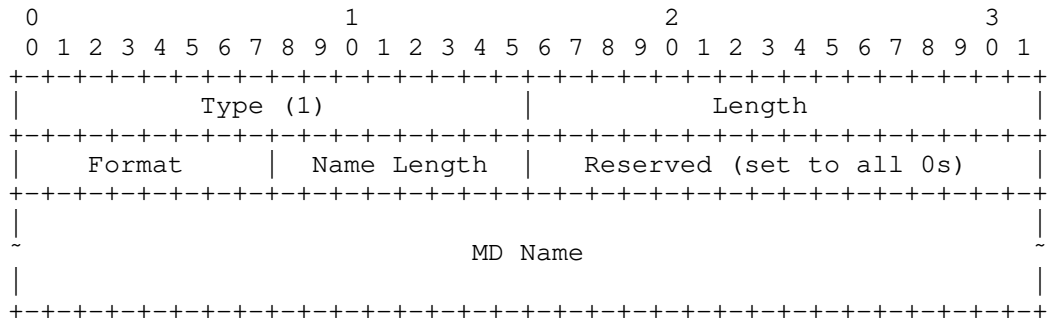 0                   1                   2                   3
 0 1 2 3 4 5 6 7 8 9 0 1 2 3 4 5 6 7 8 9 0 1 2 3 4 5 6 7 8 9 0 1
+-+-+-+-+-+-+-+-+-+-+-+-+-+-+-+-+-+-+-+-+-+-+-+-+-+-+-+-+-+-+-+-+
|           Type (1)            |           Length              |
+-+-+-+-+-+-+-+-+-+-+-+-+-+-+-+-+-+-+-+-+-+-+-+-+-+-+-+-+-+-+-+-+
|    Format     |  Name Length  |   Reserved (set to all 0s)    |
+-+-+-+-+-+-+-+-+-+-+-+-+-+-+-+-+-+-+-+-+-+-+-+-+-+-+-+-+-+-+-+-+
|                                                               |
~                            MD Name                            ~
|                                                               |
+-+-+-+-+-+-+-+-+-+-+-+-+-+-+-+-+-+-+-+-+-+-+-+-+-+-+-+-+-+-+-+-+